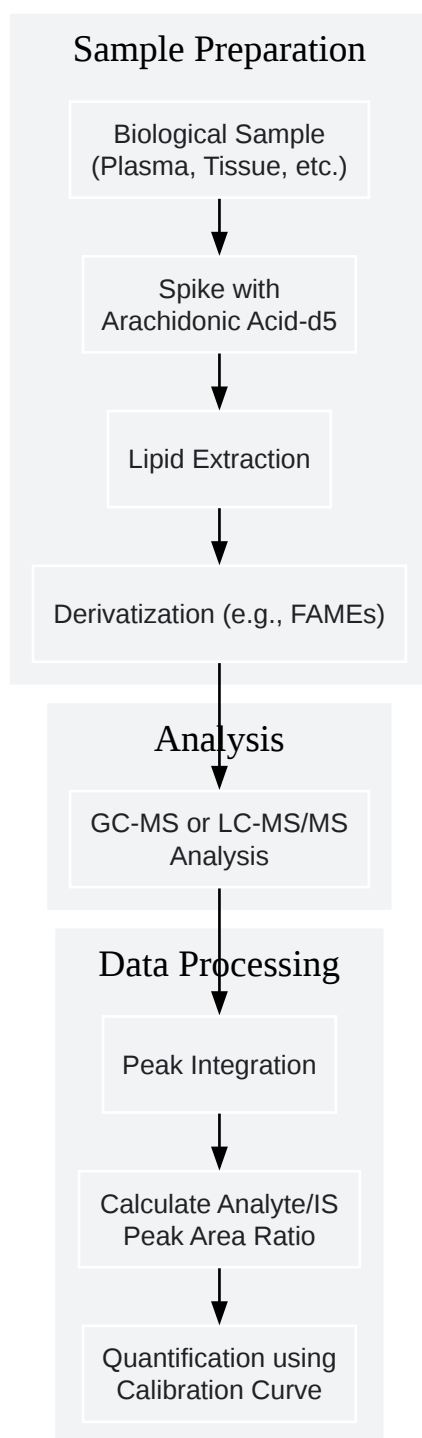 Sample Preparation
Biological Sample
(Plasma, Tissue, etc.)
Spike with
Arachidonic Acid-d5
Lipid Extraction
Derivatization (e.g., FAMEs)
Analysis
GC-MS or LC-MS/MS
Analysis
Data Processing
Peak Integration
Calculate Analyte/IS
Peak Area Ratio
Quantification using
Calibration Curve